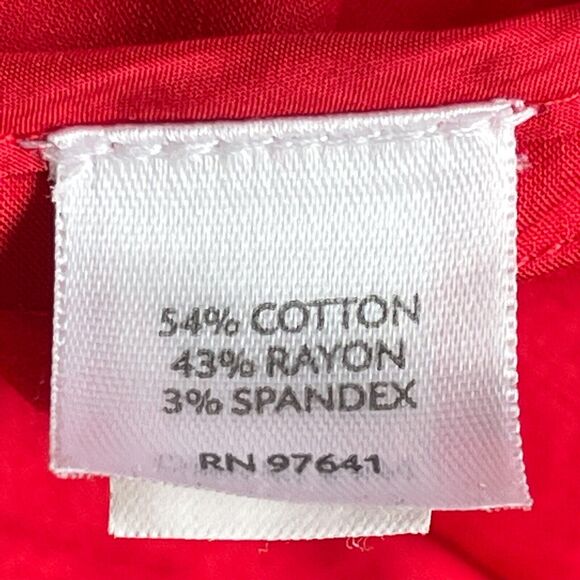 54% COTTON
43% RAYON
3% SPANDEX
RN 97641